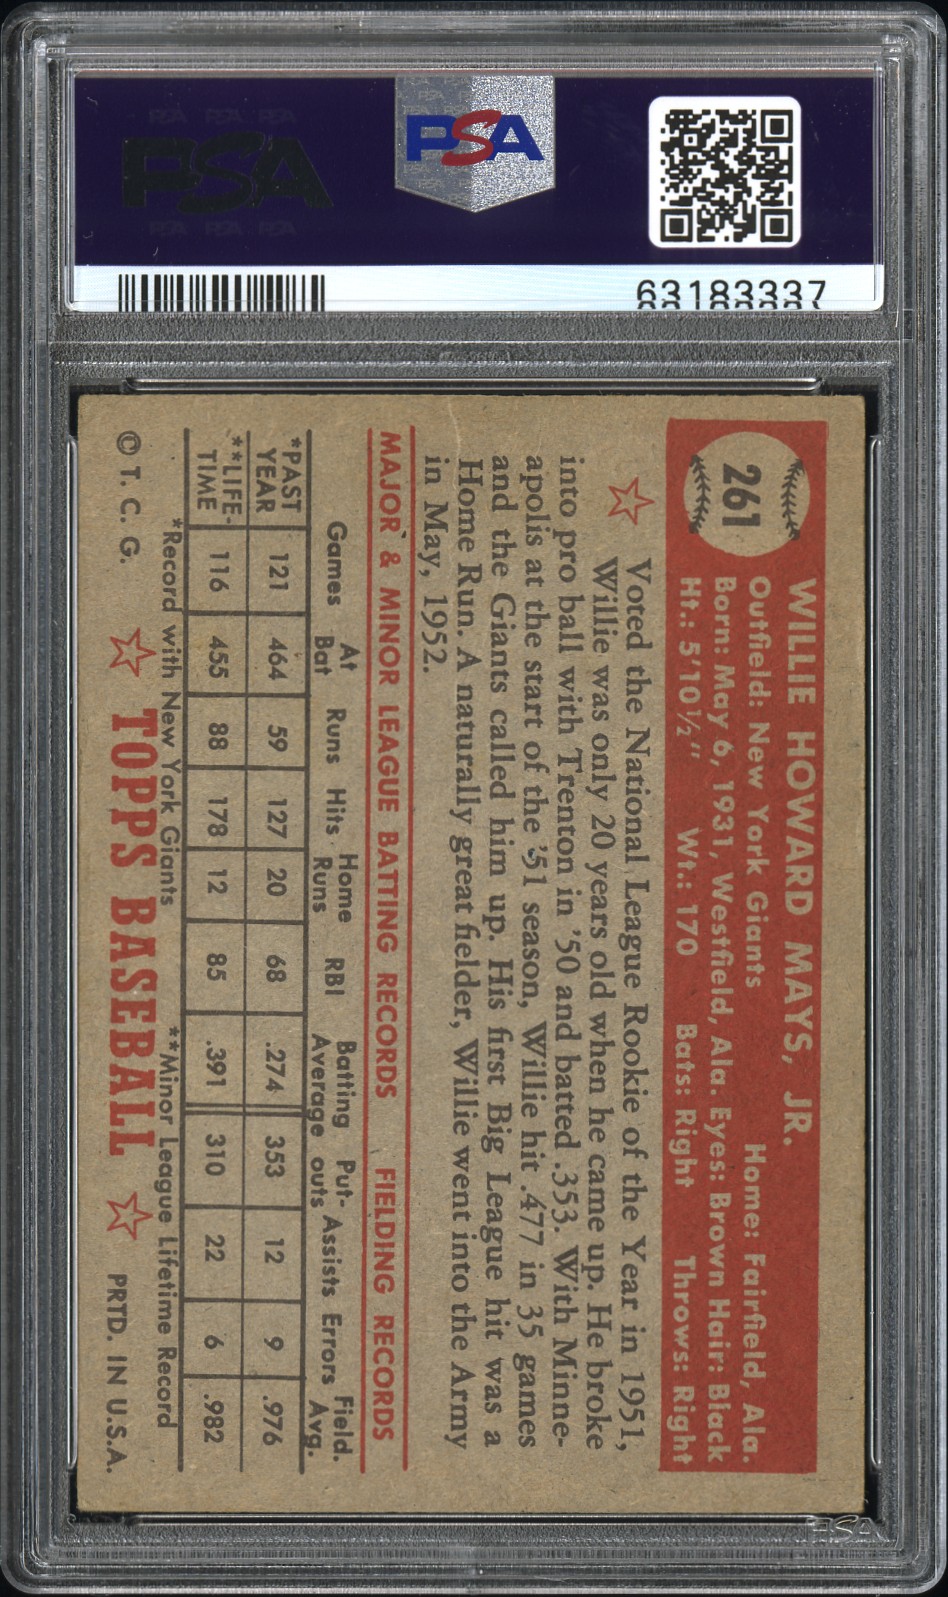 PSA
PSA
63183337
261
WILLIE HOWARD MAYS, JR.
Outfield: New York Giants Home: Fairfield, Ala.
Born: May 6, 1931, Westfield, Ala. Eyes: Brown Hair: Black
Ht.: 5'10½" Wt.: 170 Bats: Right Throws: Right
Voted the National League Rookie of the Year in 1951,
Willie was only 20 years old when he came up. He broke
into pro ball with Trenton in '50 and batted .353. With Minne-
apolis at the start of the '51 season, Willie hit .477 in 35 games
and the Giants called him up. His first Big League hit was a
Home Run. A naturally great fielder, Willie went into the Army
in May, 1952.
MAJOR & MINOR LEAGUE BATTING RECORDS FIELDING RECORDS
Games At Bat Runs Hits Home Runs RBI Batting Average Put-outs Assists Errors Field. Avg.
*PAST YEAR 121 464 59 127 20 68 .274 353 12 9 .976
**LIFE-TIME 116 455 88 178 12 85 .391 310 22 6 .982
*Record with New York Giants **Minor League Lifetime Record
© T. C. G. TOPPS BASEBALL PRTD. IN U.S.A.
PSA